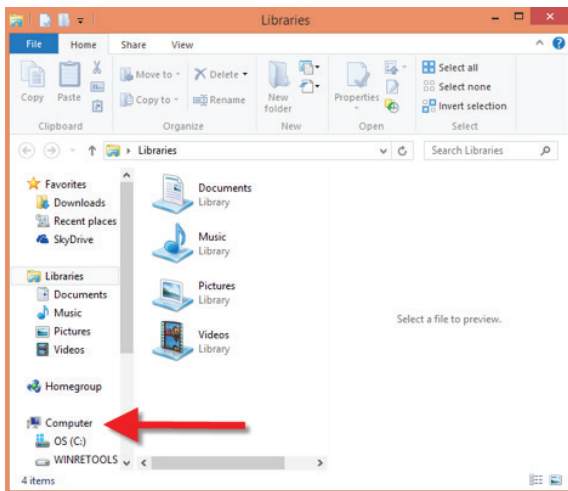 Libraries
File Home Share View
Copy Paste Move to Copy to Delete Rename New folder Properties Select all Select none Invert selection
Clipboard Organize New Open Select
Libraries Search Libraries
Favorites
Downloads
Recent places
SkyDrive
Libraries
Documents
Music
Pictures
Videos
Homegroup
Computer
OS (C:)
WINRETOOLS
Documents
Library
Music
Library
Pictures
Library
Videos
Library
Select a file to preview.
4 items